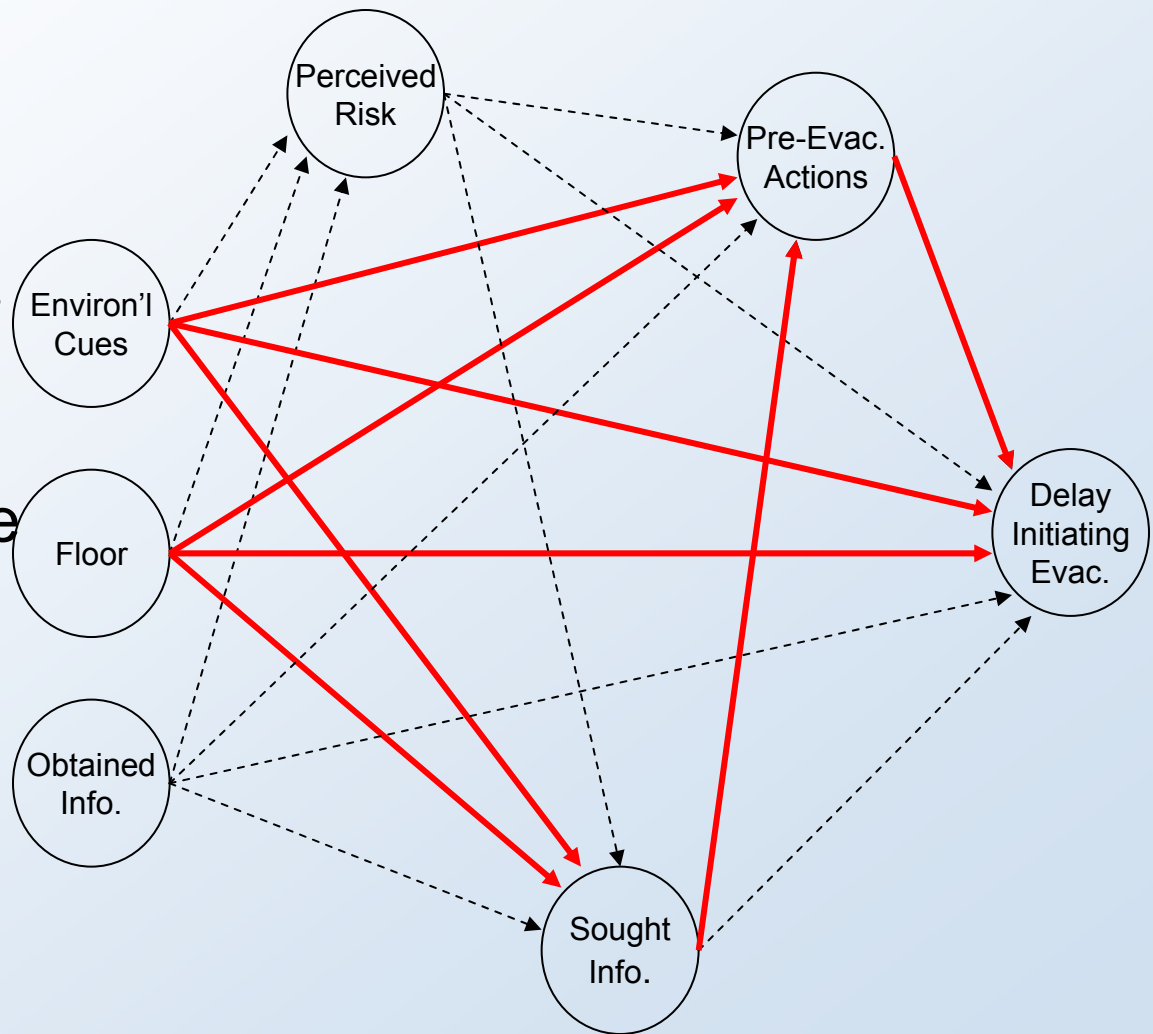 Perceived
Risk
Pre-Evac.
Actions
Environ'l
Cues
e
Floor
Delay
Initiating
Evac.
Obtained
Info.
Sought
Info.